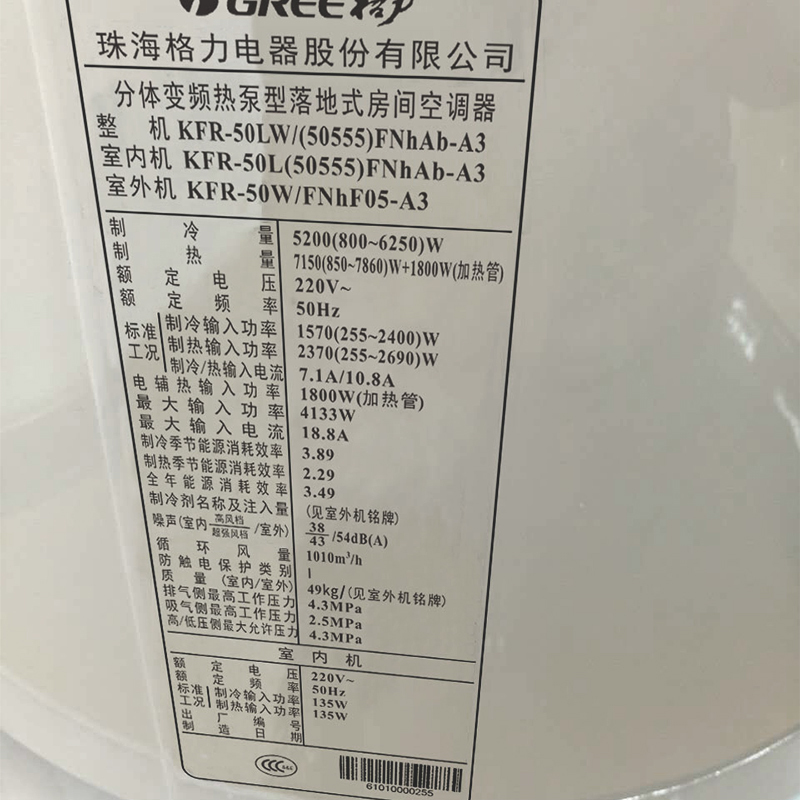 GREE格力
珠海格力电器股份有限公司
分体变频热泵型落地式房间空调器
整 机 KFR-50LW/(50555)FNhAb-A3
室内机 KFR-50L(50555)FNhAb-A3
室外机 KFR-50W/FNhF05-A3
制冷量 5200(800~6250)W
制热量 7150(850~7860)W+1800W(加热管)
额定电压 220V~
额定频率 50Hz
标准工况 制冷输入功率 1570(255~2400)W
制热输入功率 2370(255~2690)W
制冷/热输入电流 7.1A/10.8A
电辅热输入功率 1800W(加热管)
最大输入功率 4133W
最大输入电流 18.8A
制冷季节能源消耗效率 3.89
制热季节能源消耗效率 2.29
全年能源消耗效率 3.49
制冷剂名称及注入量 (见室外机铭牌)
噪声(室内 高风档/超强风档 /室外) 38/43 /54dB(A)
循环风量 1010m³/h
防触电保护类别 I
质量(室内/室外) 49kg/(见室外机铭牌)
排气侧最高工作压力 4.3MPa
吸气侧最高工作压力 2.5MPa
高/低压侧最大允许压力 4.3MPa
室内机
额定电压 220V~
额定频率 50Hz
标准工况 制冷输入功率 135W
制热输入功率 135W
出厂编号
制造日期
CCC
61010000255